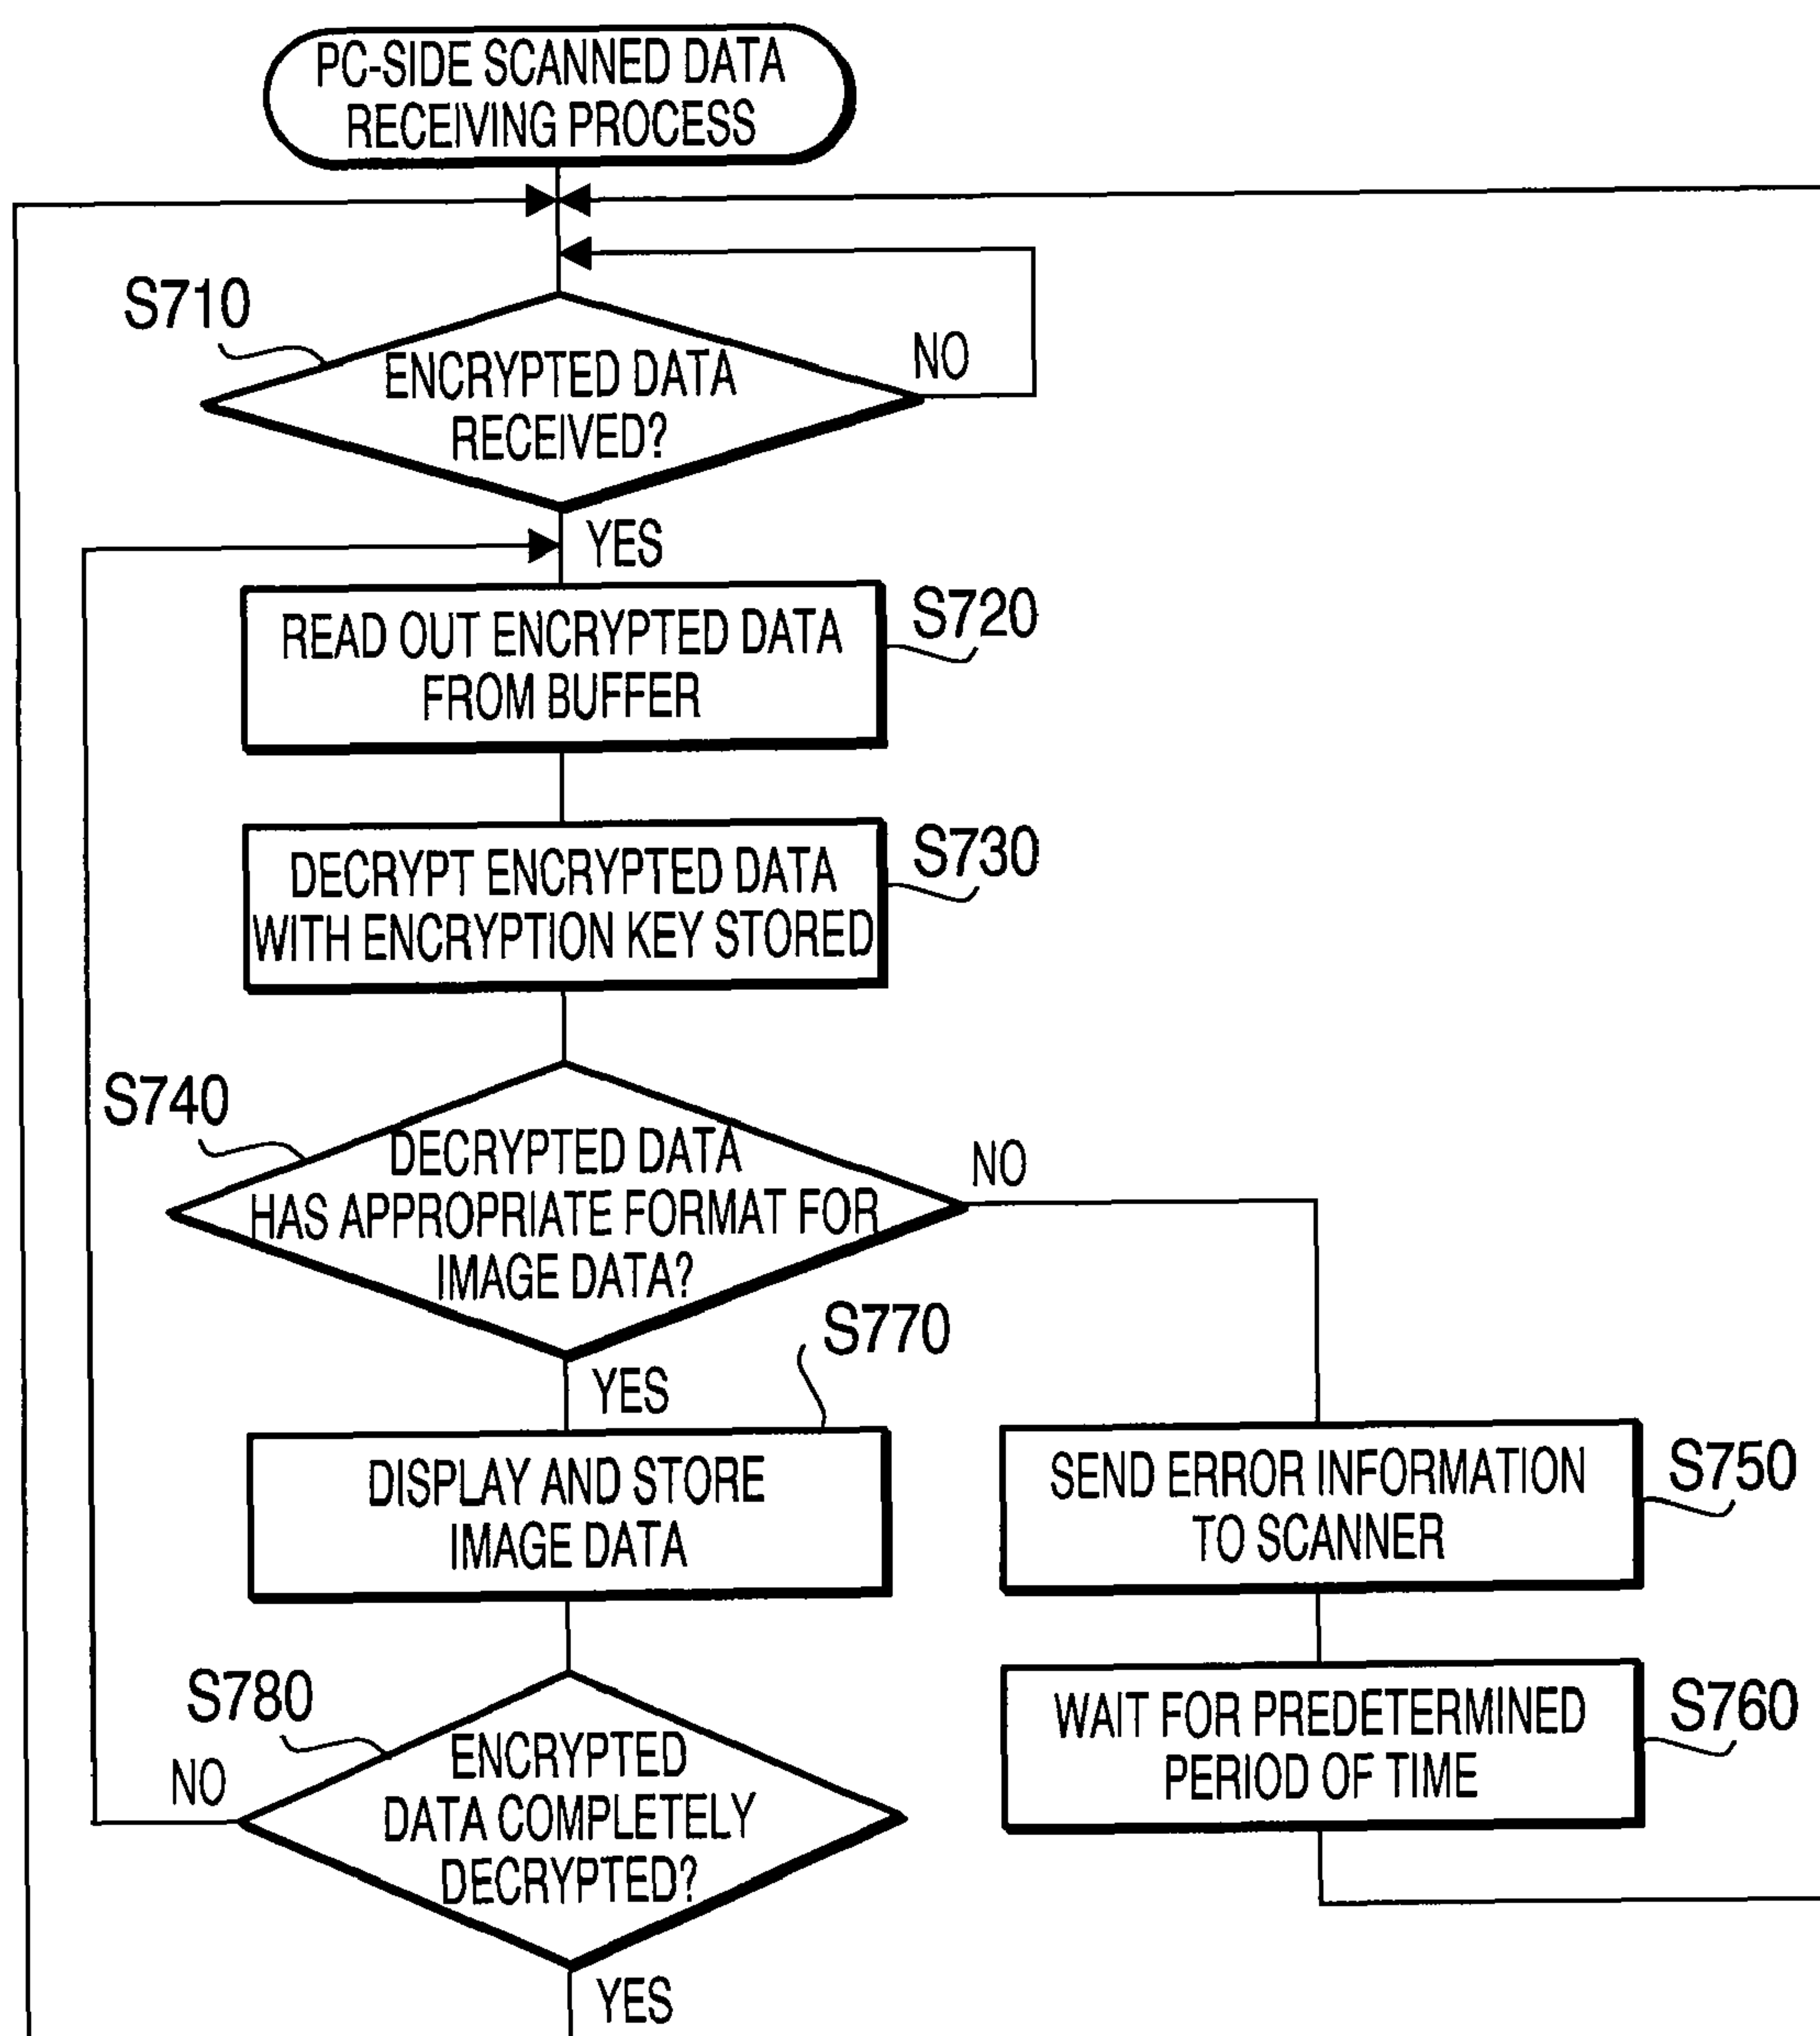 PC-SIDE SCANNED DATA
RECEIVING PROCESS
S710
ENCRYPTED DATA
RECEIVED?
NO
YES
READ OUT ENCRYPTED DATA
FROM BUFFER
S720
DECRYPT ENCRYPTED DATA
WITH ENCRYPTION KEY STORED
S730
S740
DECRYPTED DATA
HAS APPROPRIATE FORMAT FOR
IMAGE DATA?
NO
YES
S770
DISPLAY AND STORE
IMAGE DATA
SEND ERROR INFORMATION
TO SCANNER
S750
S780
ENCRYPTED
DATA COMPLETELY
DECRYPTED?
NO
WAIT FOR PREDETERMINED
PERIOD OF TIME
S760
YES